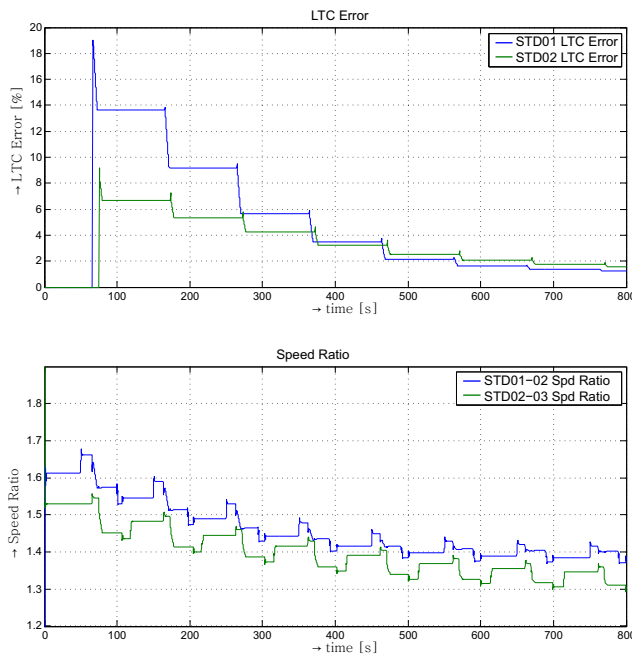 LTC Error
20
18
16
14
12
10
8
6
4
2
0
→ LTC Error [%]
STD01 LTC Error
STD02 LTC Error
0 100 200 300 400 500 600 700 800
→ time [s]
Speed Ratio
1.9
1.8
1.7
1.6
1.5
1.4
1.3
1.2
→ Speed Ratio
STD01−02 Spd Ratio
STD02−03 Spd Ratio
0 100 200 300 400 500 600 700 800
→ time [s]